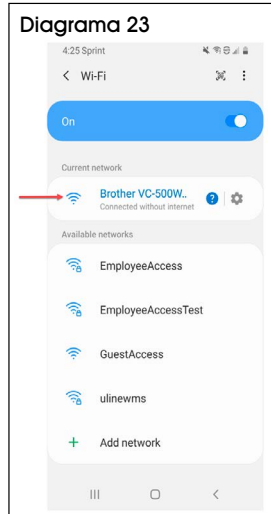 Diagrama 23
4:25 Sprint
Wi-Fi
On
Current network
Brother VC-500W..
Connected without internet
Available networks
EmployeeAccess
EmployeeAccessTest
GuestAccess
ulinewms
Add network